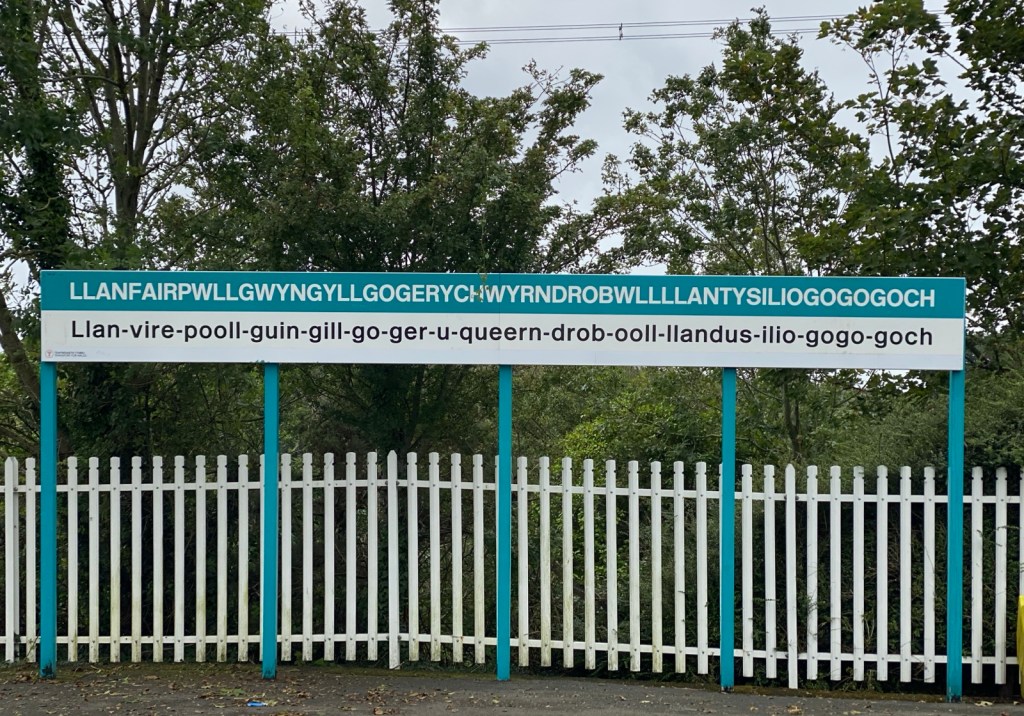 LLANFAIRPWLLGWYNGYLLGOGERYCHWYRNDROBWLLLLANTYSILIOGOGOGOCH
Llan-vire-pooll-guin-gill-go-ger-u-queern-drob-ooll-llandus-ilio-gogo-goch